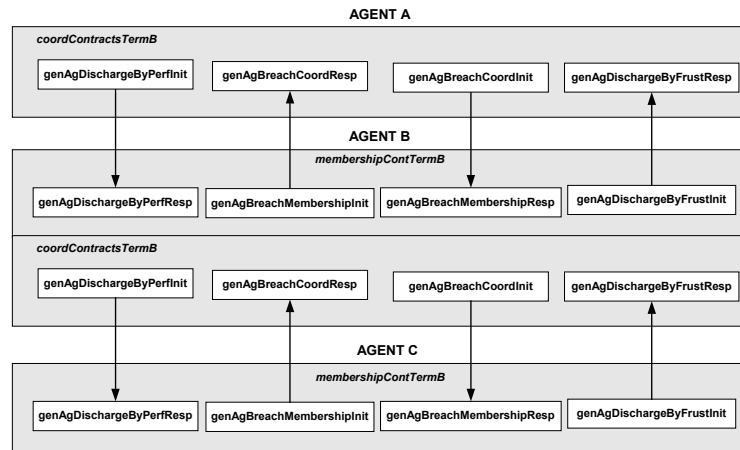 AGENT A
coordContractsTermB
genAgDischargeByPerfInit
genAgBreachCoordResp
genAgBreachCoordInit
genAgDischargeByFrustResp
AGENT B
membershipContTermB
genAgDischargeByPerfResp
genAgBreachMembershipInit
genAgBreachMembershipResp
genAgDischargeByFrustInit
coordContractsTermB
genAgDischargeByPerfInit
genAgBreachCoordResp
genAgBreachCoordInit
genAgDischargeByFrustResp
AGENT C
membershipContTermB
genAgDischargeByPerfResp
genAgBreachMembershipInit
genAgBreachMembershipResp
genAgDischargeByFrustInit